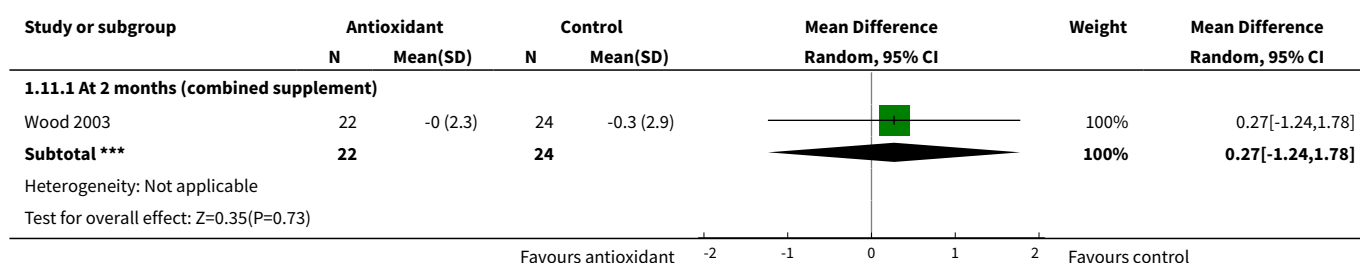 Study or subgroup Antioxidant Control Mean Difference Weight Mean Difference
N Mean(SD) N Mean(SD) Random, 95% CI Random, 95% CI
1.11.1 At 2 months (combined supplement)
Wood 2003 22 -0 (2.3) 24 -0.3 (2.9) 100% 0.27[-1.24,1.78]
Subtotal *** 22 24 100% 0.27[-1.24,1.78]
Heterogeneity: Not applicable
Test for overall effect: Z=0.35(P=0.73)
Favours antioxidant -2 -1 0 1 2 Favours control